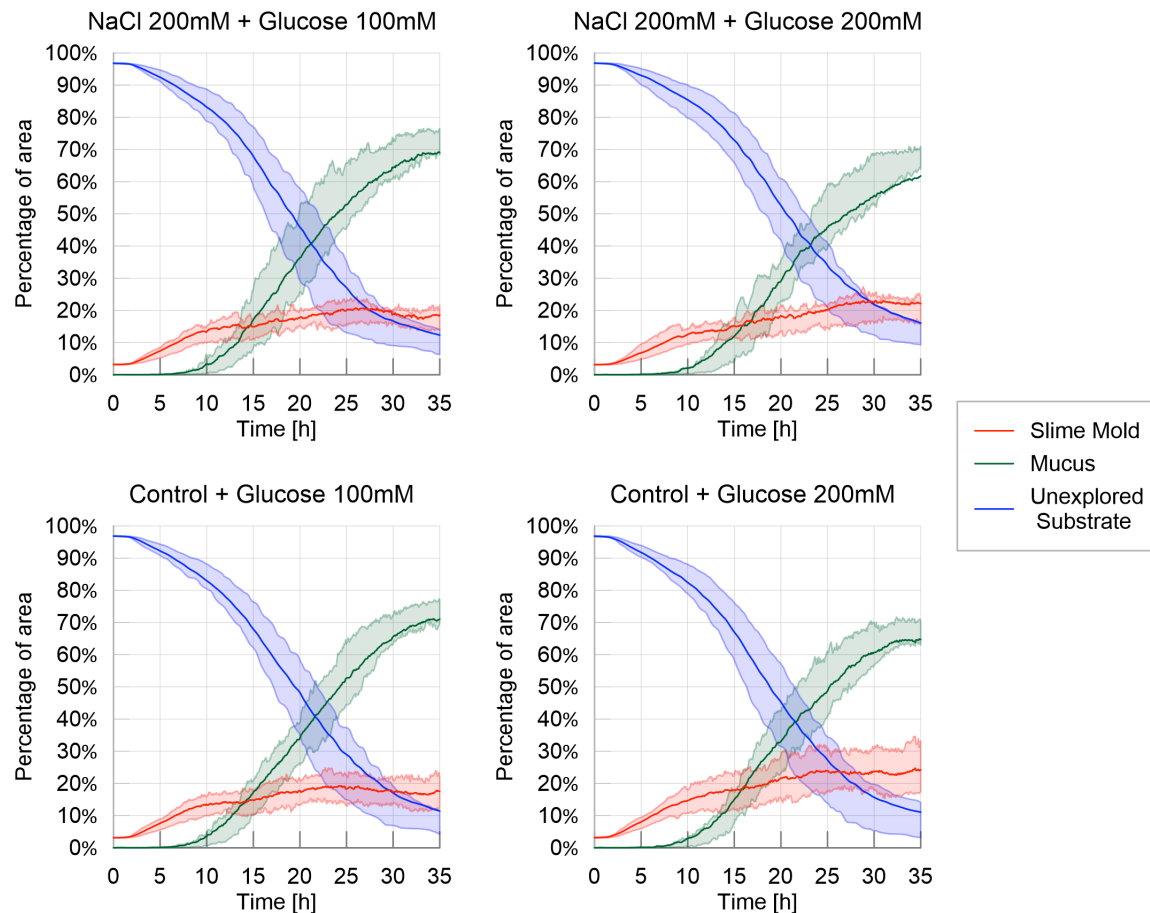 NaCl 200mM + Glucose 100mM
Percentage of area
100%
90%
80%
70%
60%
50%
40%
30%
20%
10%
0%
0 5 10 15 20 25 30 35
Time [h]
NaCl 200mM + Glucose 200mM
Percentage of area
100%
90%
80%
70%
60%
50%
40%
30%
20%
10%
0%
0 5 10 15 20 25 30 35
Time [h]
Control + Glucose 100mM
Percentage of area
100%
90%
80%
70%
60%
50%
40%
30%
20%
10%
0%
0 5 10 15 20 25 30 35
Time [h]
Control + Glucose 200mM
Percentage of area
100%
90%
80%
70%
60%
50%
40%
30%
20%
10%
0%
0 5 10 15 20 25 30 35
Time [h]
Slime Mold
Mucus
Unexplored
Substrate